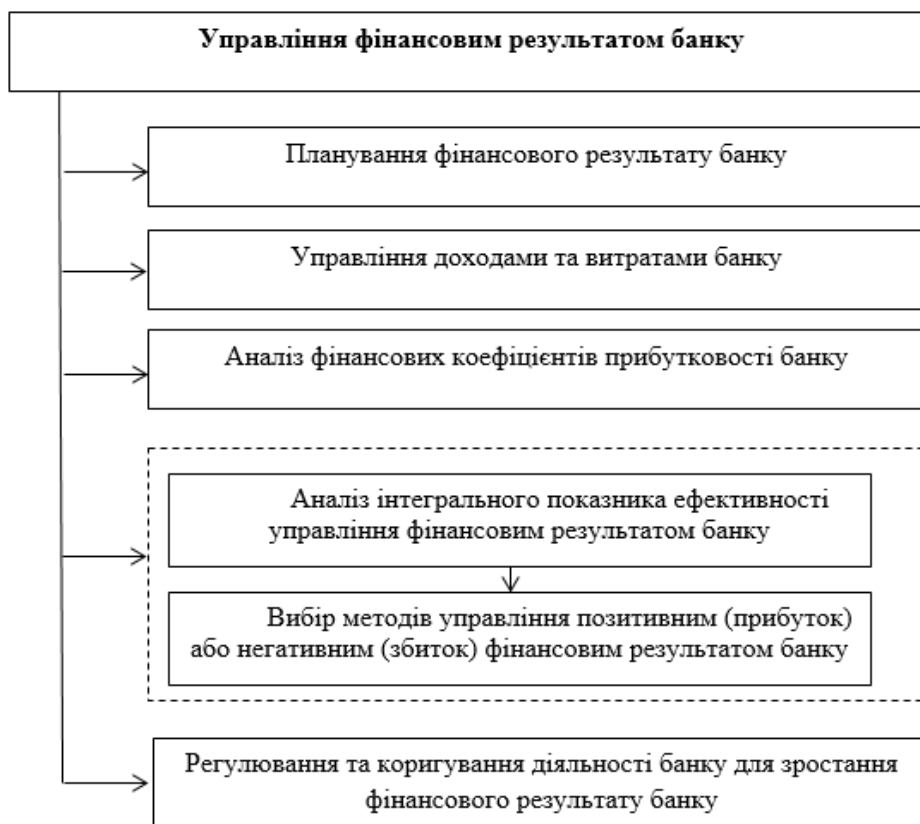 Управління фінансовим результатом банку
Планування фінансового результату банку
Управління доходами та витратами банку
Аналіз фінансових коефіцієнтів прибутковості банку
Аналіз інтегрального показника ефективності
управління фінансовим результатом банку
Вибір методів управління позитивним (прибуток)
або негативним (збиток) фінансовим результатом банку
Регулювання та коригування діяльності банку для зростання
фінансового результату банку